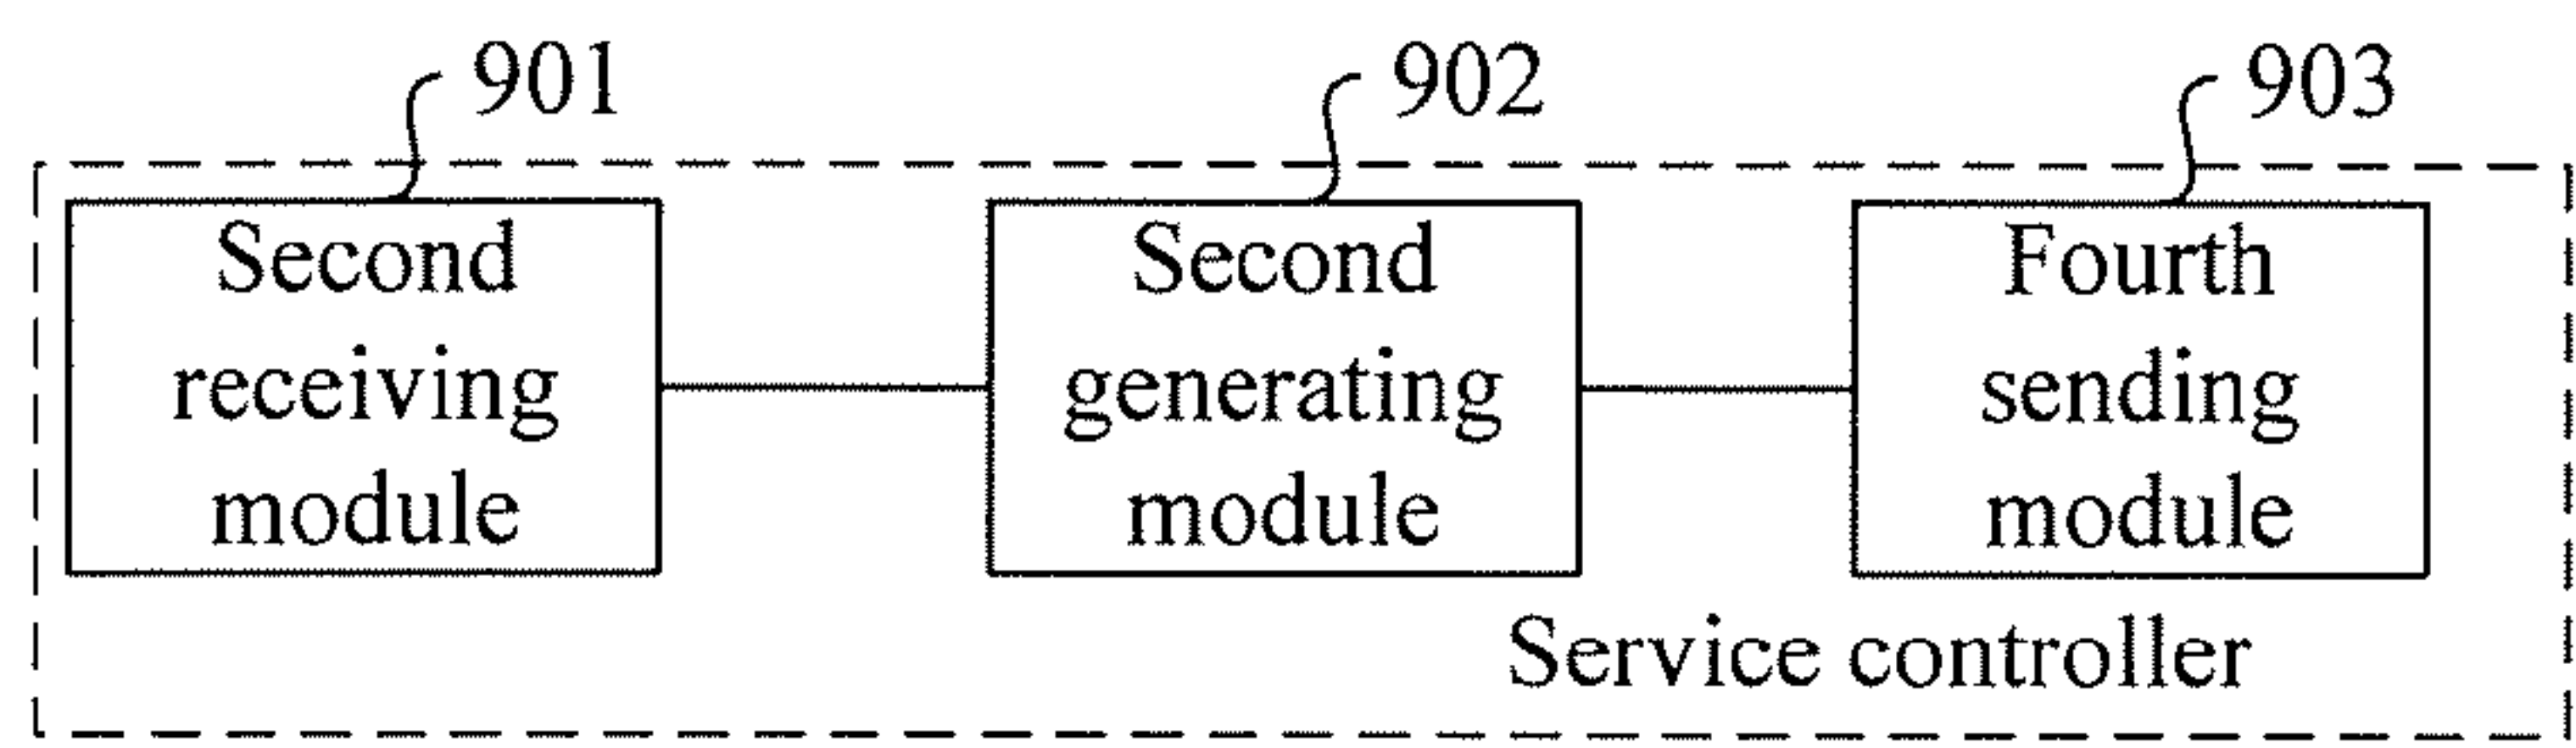 901
902
903
Second
receiving
module
Second
generating
module
Fourth
sending
module
Service controller